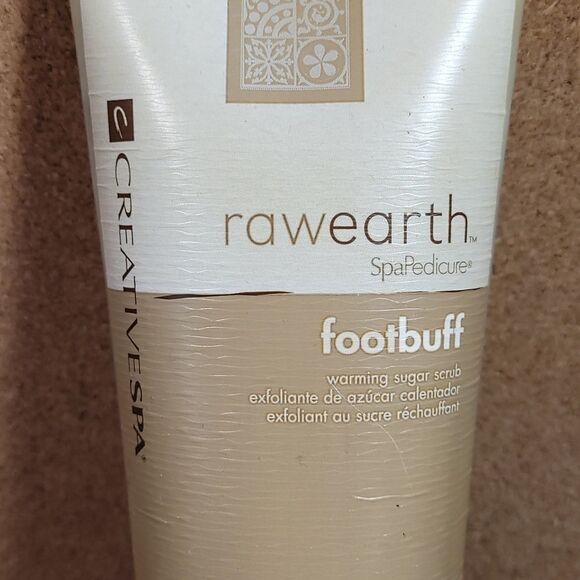 CREATIVESPA®
rawearth™
SpaPedicure®
footbuff
warming sugar scrub
exfoliante de azúcar calentador
exfoliant au sucre réchauffant